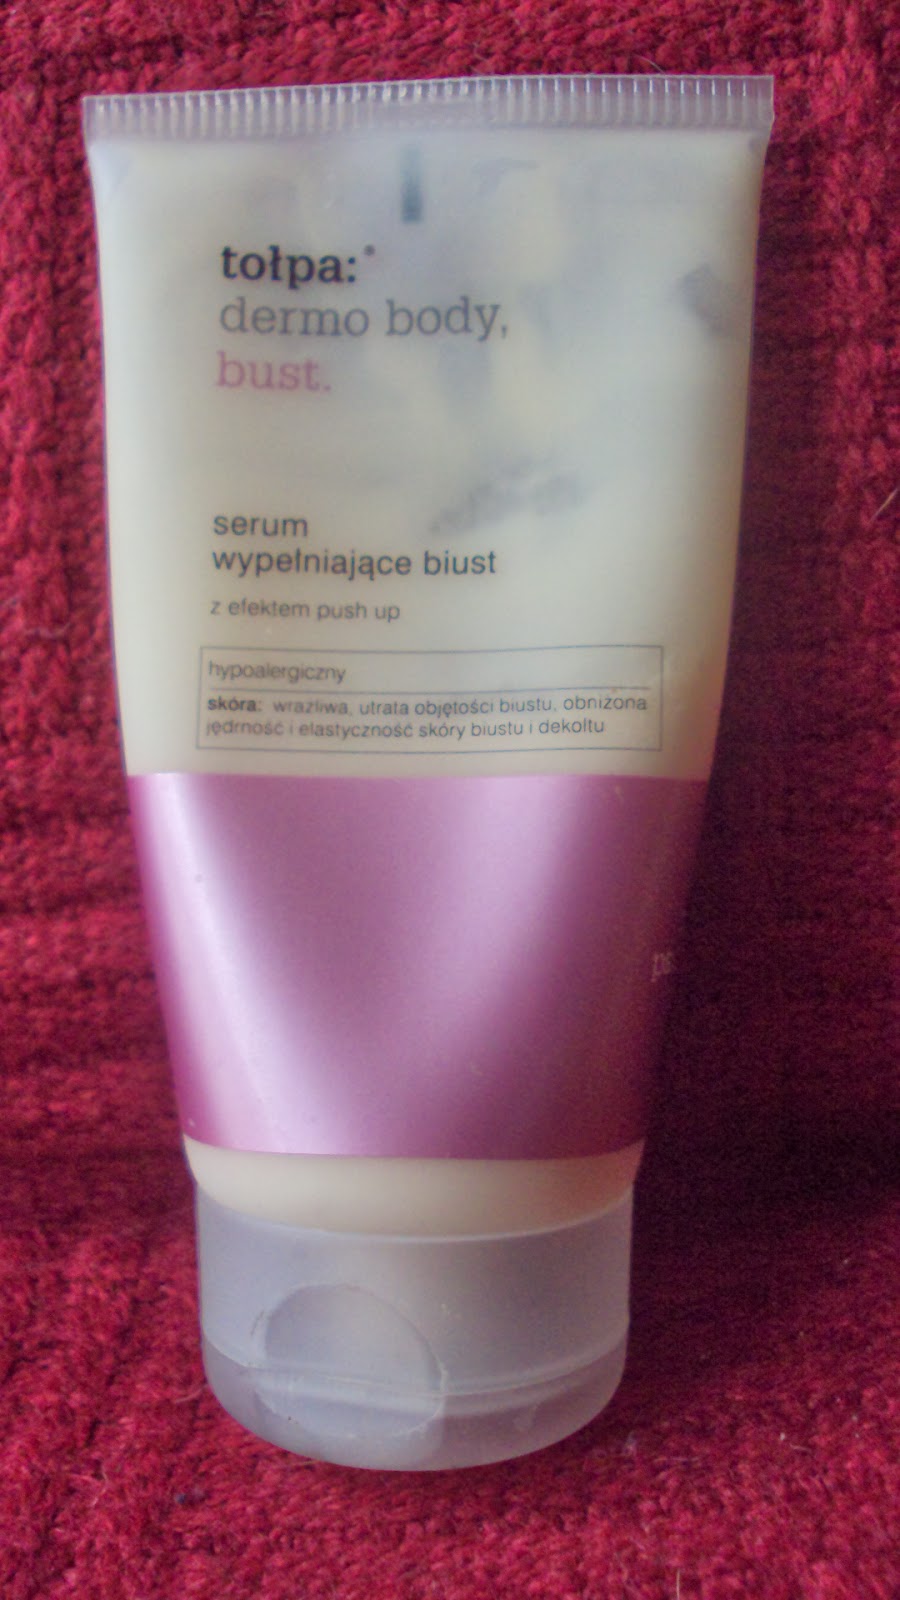 tołpa:®
dermo body,
bust.
serum
wypełniające biust
z efektem push up
hypoalergiczny
skóra: wrażliwa, utrata objętości biustu, obniżona
jędrność i elastyczność skóry biustu i dekoltu